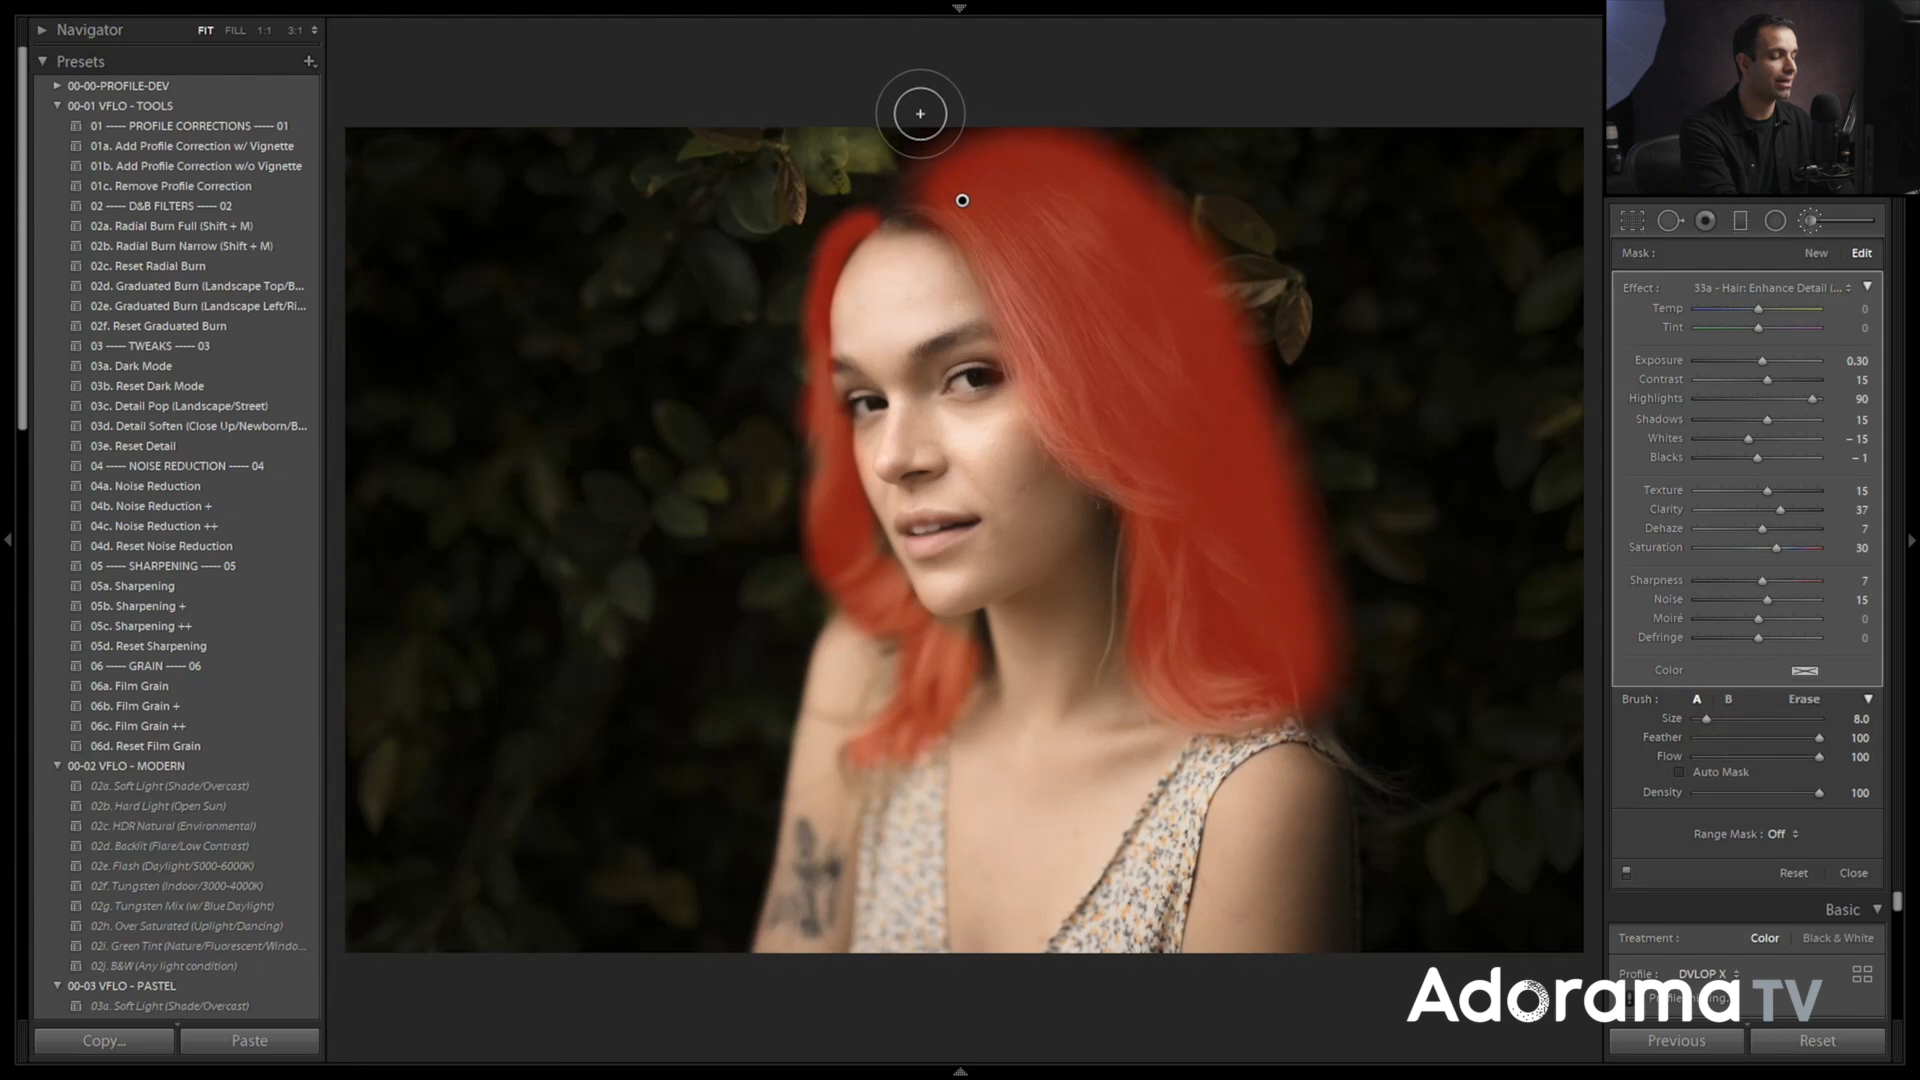 Navigator FIT FILL 1:1 3:1
Presets
00-00-PROFILE-DEV
00-01 VFLO - TOOLS
01 ----- PROFILE CORRECTIONS ----- 01
01a. Add Profile Correction w/ Vignette
01b. Add Profile Correction w/o Vignette
01c. Remove Profile Correction
02 ----- D&B FILTERS ----- 02
02a. Radial Burn Full (Shift + M)
02b. Radial Burn Narrow (Shift + M)
02c. Reset Radial Burn
02d. Graduated Burn (Landscape Top/B...
02e. Graduated Burn (Landscape Left/Ri...
02f. Reset Graduated Burn
03 ----- TWEAKS ----- 03
03a. Dark Mode
03b. Reset Dark Mode
03c. Detail Pop (Landscape/Street)
03d. Detail Soften (Close Up/Newborn/B...
03e. Reset Detail
04 ----- NOISE REDUCTION ----- 04
04a. Noise Reduction
04b. Noise Reduction +
04c. Noise Reduction ++
04d. Reset Noise Reduction
05 ----- SHARPENING ----- 05
05a. Sharpening
05b. Sharpening +
05c. Sharpening ++
05d. Reset Sharpening
06 ----- GRAIN ----- 06
06a. Film Grain
06b. Film Grain +
06c. Film Grain ++
06d. Reset Film Grain
00-02 VFLO - MODERN
02a. Soft Light (Shade/Overcast)
02b. Hard Light (Open Sun)
02c. HDR Natural (Environmental)
02d. Backlit (Flare/Low Contrast)
02e. Flash (Daylight/5000-6000K)
02f. Tungsten (Indoor/3000-4000K)
02g. Tungsten Mix (w/ Blue Daylight)
02h. Over Saturated (Uplight/Dancing)
02i. Green Tint (Nature/Fluorescent/Windo...
02j. B&W (Any light condition)
00-03 VFLO - PASTEL
03a. Soft Light (Shade/Overcast)
Copy... Paste
Mask : New Edit
Effect : 33a - Hair: Enhance Detail (...
Temp 0
Tint 0
Exposure 0.30
Contrast 15
Highlights 90
Shadows 15
Whites – 15
Blacks – 1
Texture 15
Clarity 37
Dehaze 7
Saturation 30
Sharpness 7
Noise 15
Moiré 0
Defringe 0
Color
Brush : A B Erase
Size 8.0
Feather 100
Flow 100
Auto Mask
Density 100
Range Mask : Off
Reset Close
Basic
Treatment : Color Black & White
Profile : DVLOP X
Adorama TV
Previous Reset